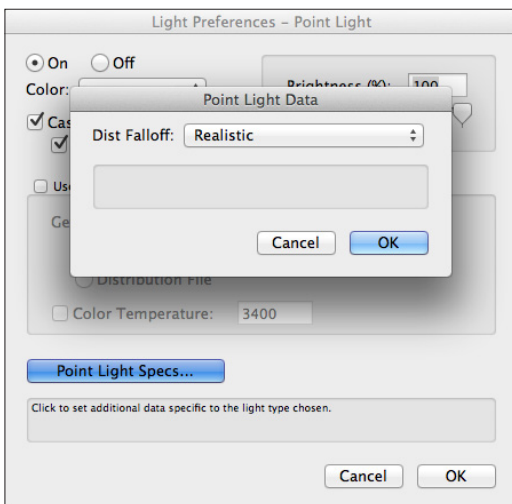 Light Preferences – Point Light
On
Off
Color:
Brightness (%): 100
Point Light Data
Dist Falloff: Realistic
Cancel
OK
Distribution File
Color Temperature: 3400
Point Light Specs...
Click to set additional data specific to the light type chosen.
Cancel
OK